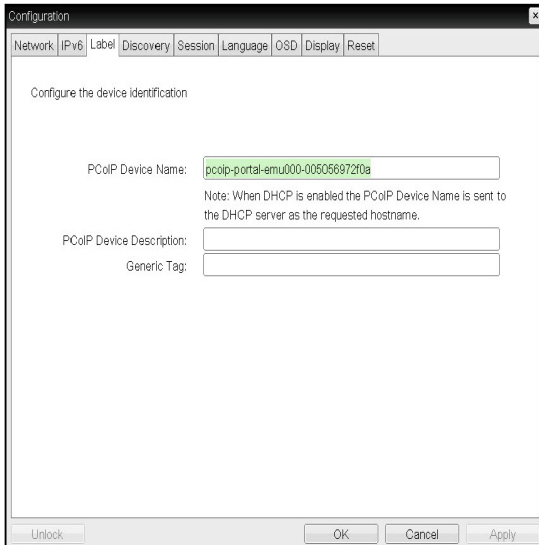 Configuration
Network IPv6 Label Discovery Session Language OSD Display Reset
Configure the device identification
PCoIP Device Name: pcoip-portal-emu000-005056972f0a
Note: When DHCP is enabled the PCoIP Device Name is sent to
the DHCP server as the requested hostname.
PCoIP Device Description:
Generic Tag:
Unlock OK Cancel Apply